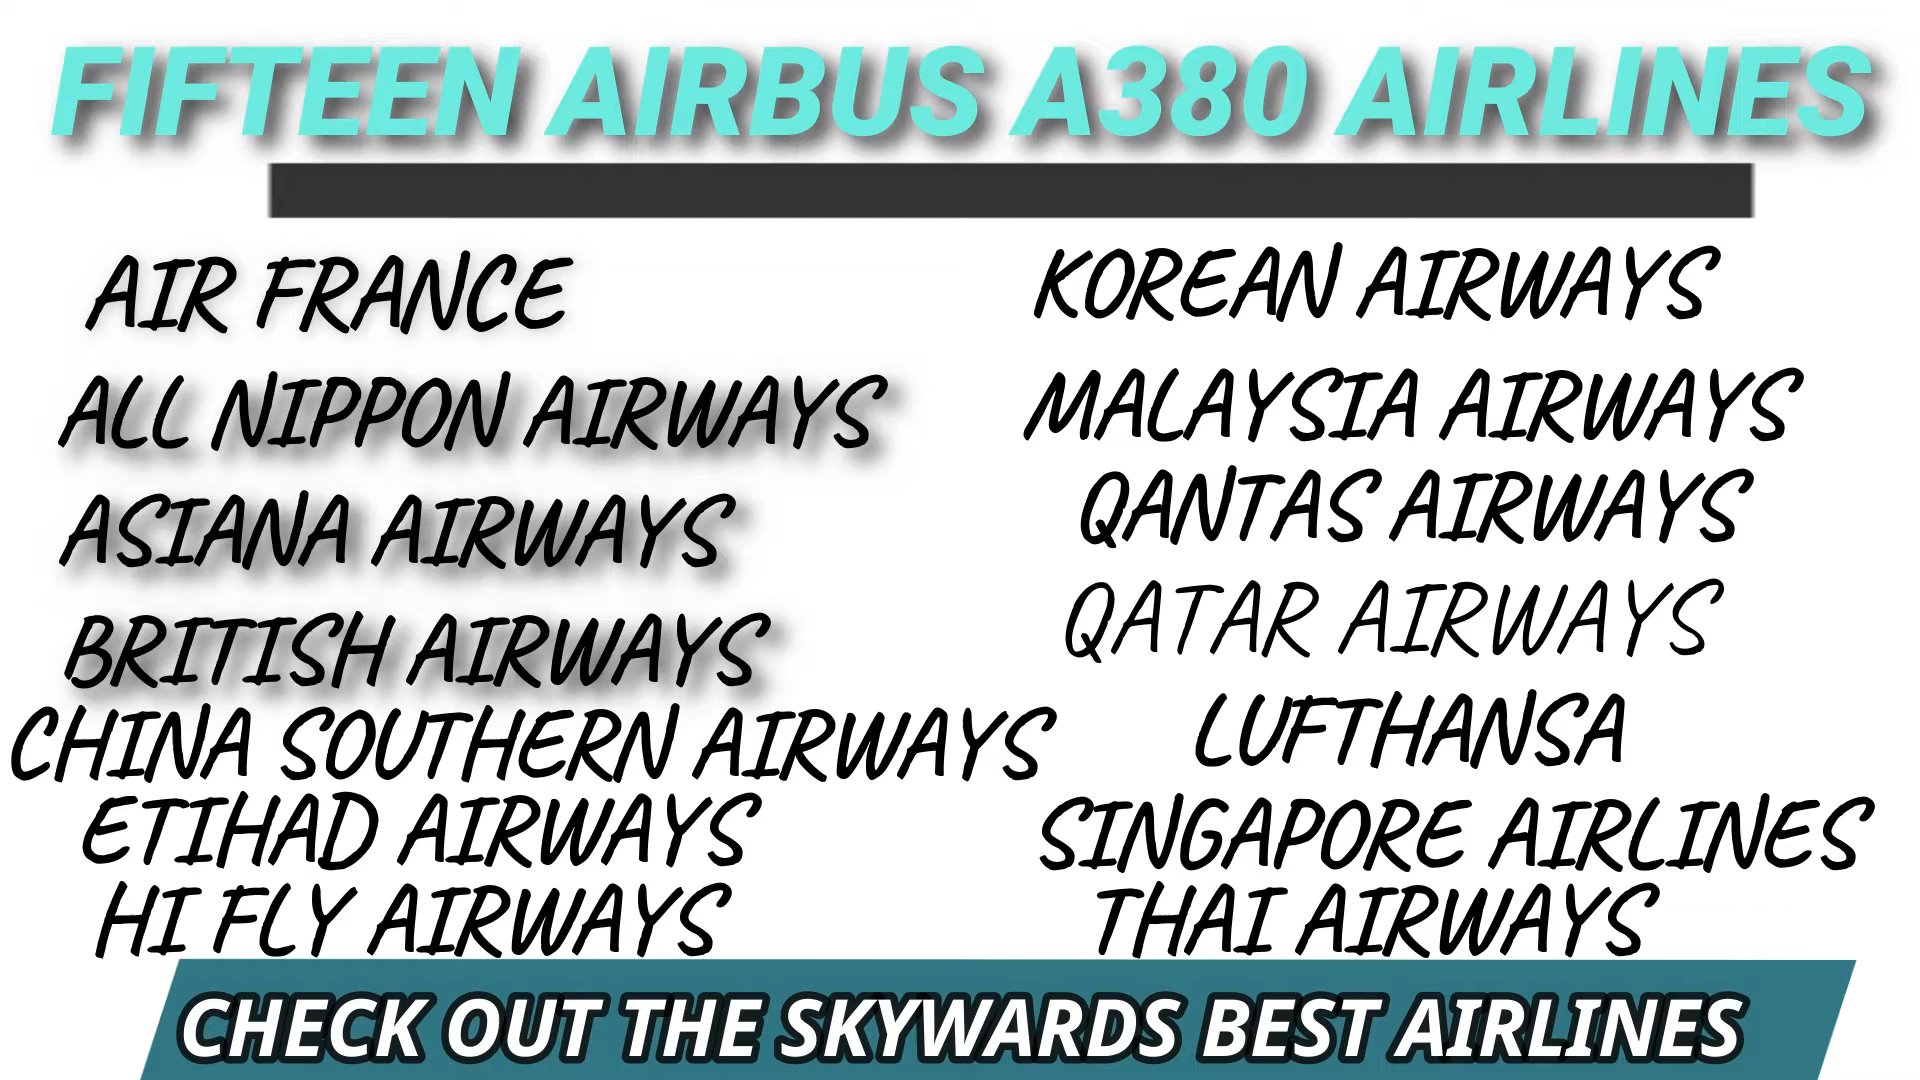 FIFTEEN AIRBUS A380 AIRLINES
AIR FRANCE
ALL NIPPON AIRWAYS
ASIANA AIRWAYS
BRITISH AIRWAYS
CHINA SOUTHERN AIRWAYS
ETIHAD AIRWAYS
HI FLY AIRWAYS
KOREAN AIRWAYS
MALAYSIA AIRWAYS
QANTAS AIRWAYS
QATAR AIRWAYS
LUFTHANSA
SINGAPORE AIRLINES
THAI AIRWAYS
CHECK OUT THE SKYWARDS BEST AIRLINES